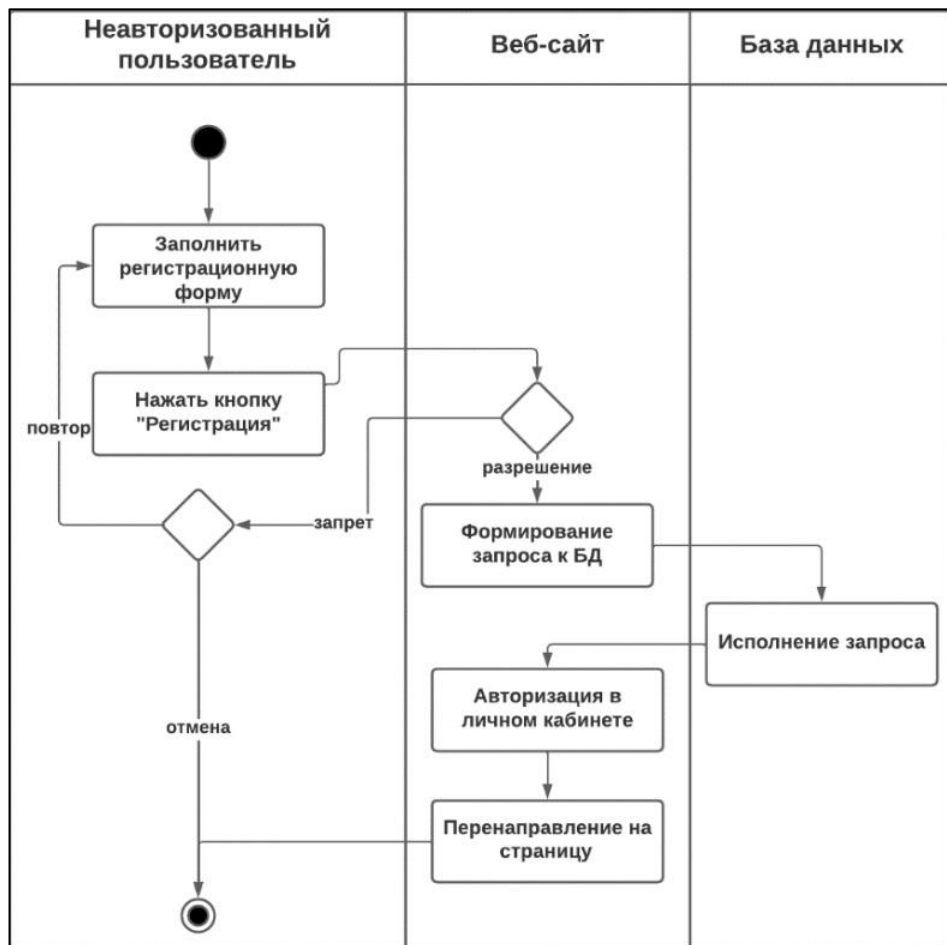 Неавторизованный
пользователь
Веб-сайт
База данных
Заполнить
регистрационную
форму
Нажать кнопку
"Регистрация"
повтор
разрешение
запрет
Формирование
запроса к БД
Исполнение запроса
Авторизация в
личном кабинете
отмена
Перенаправление на
страницу